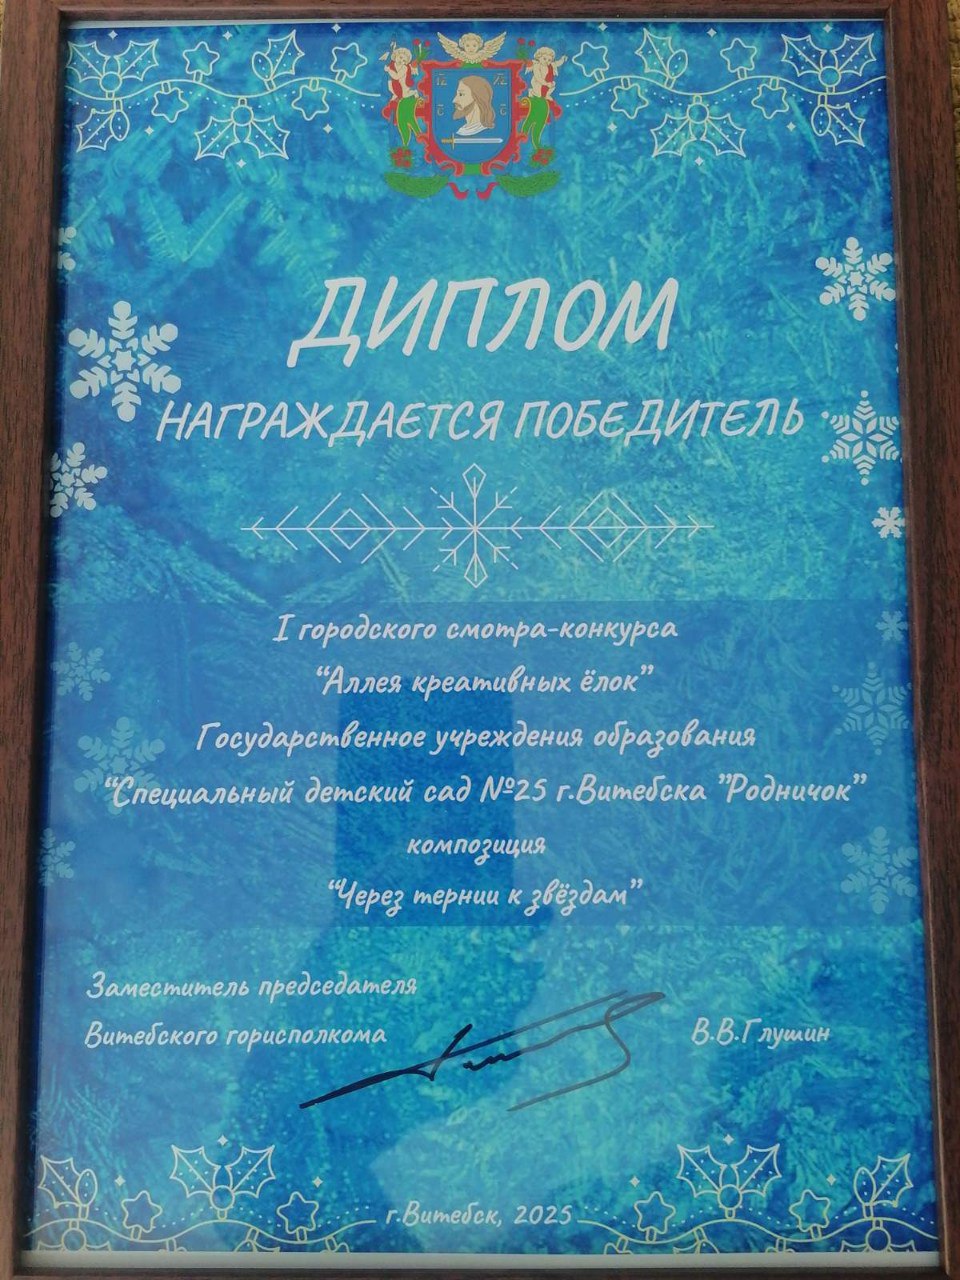 ДИПЛОМ
НАГРАЖДАЕТСЯ ПОБЕДИТЕЛЬ
I городского смотра-конкурса
“Аллея креативных ёлок”
Государственное учреждения образования
“Специальный детский сад №25 г.Витебска ”Родничок”
композиция
“Через тернии к звёздам”
Заместитель председателя
Витебского горисполкома
В.В.Глушин
г.Витебск, 2025